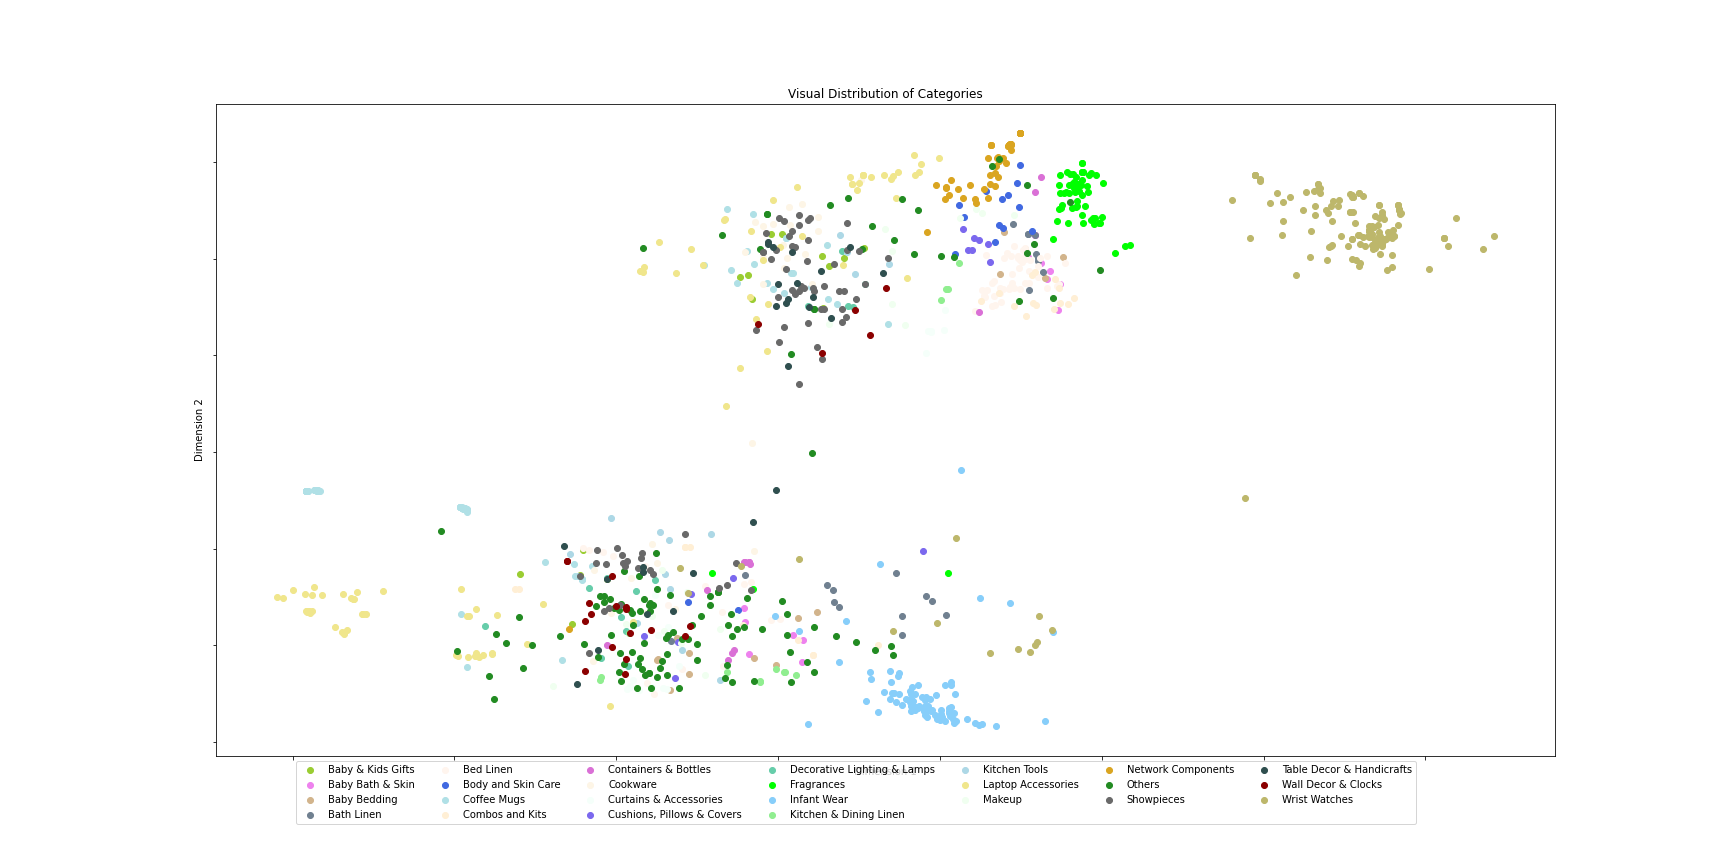 Visual Distribution of Categories
Dimension 2
Baby & Kids Gifts
Baby Bath & Skin
Baby Bedding
Bath Linen
Bed Linen
Body and Skin Care
Coffee Mugs
Combos and Kits
Containers & Bottles
Cookware
Curtains & Accessories
Cushions, Pillows & Covers
Decorative Lighting & Lamps
Fragrances
Infant Wear
Kitchen & Dining Linen
Kitchen Tools
Laptop Accessories
Makeup
Network Components
Others
Showpieces
Table Decor & Handicrafts
Wall Decor & Clocks
Wrist Watches